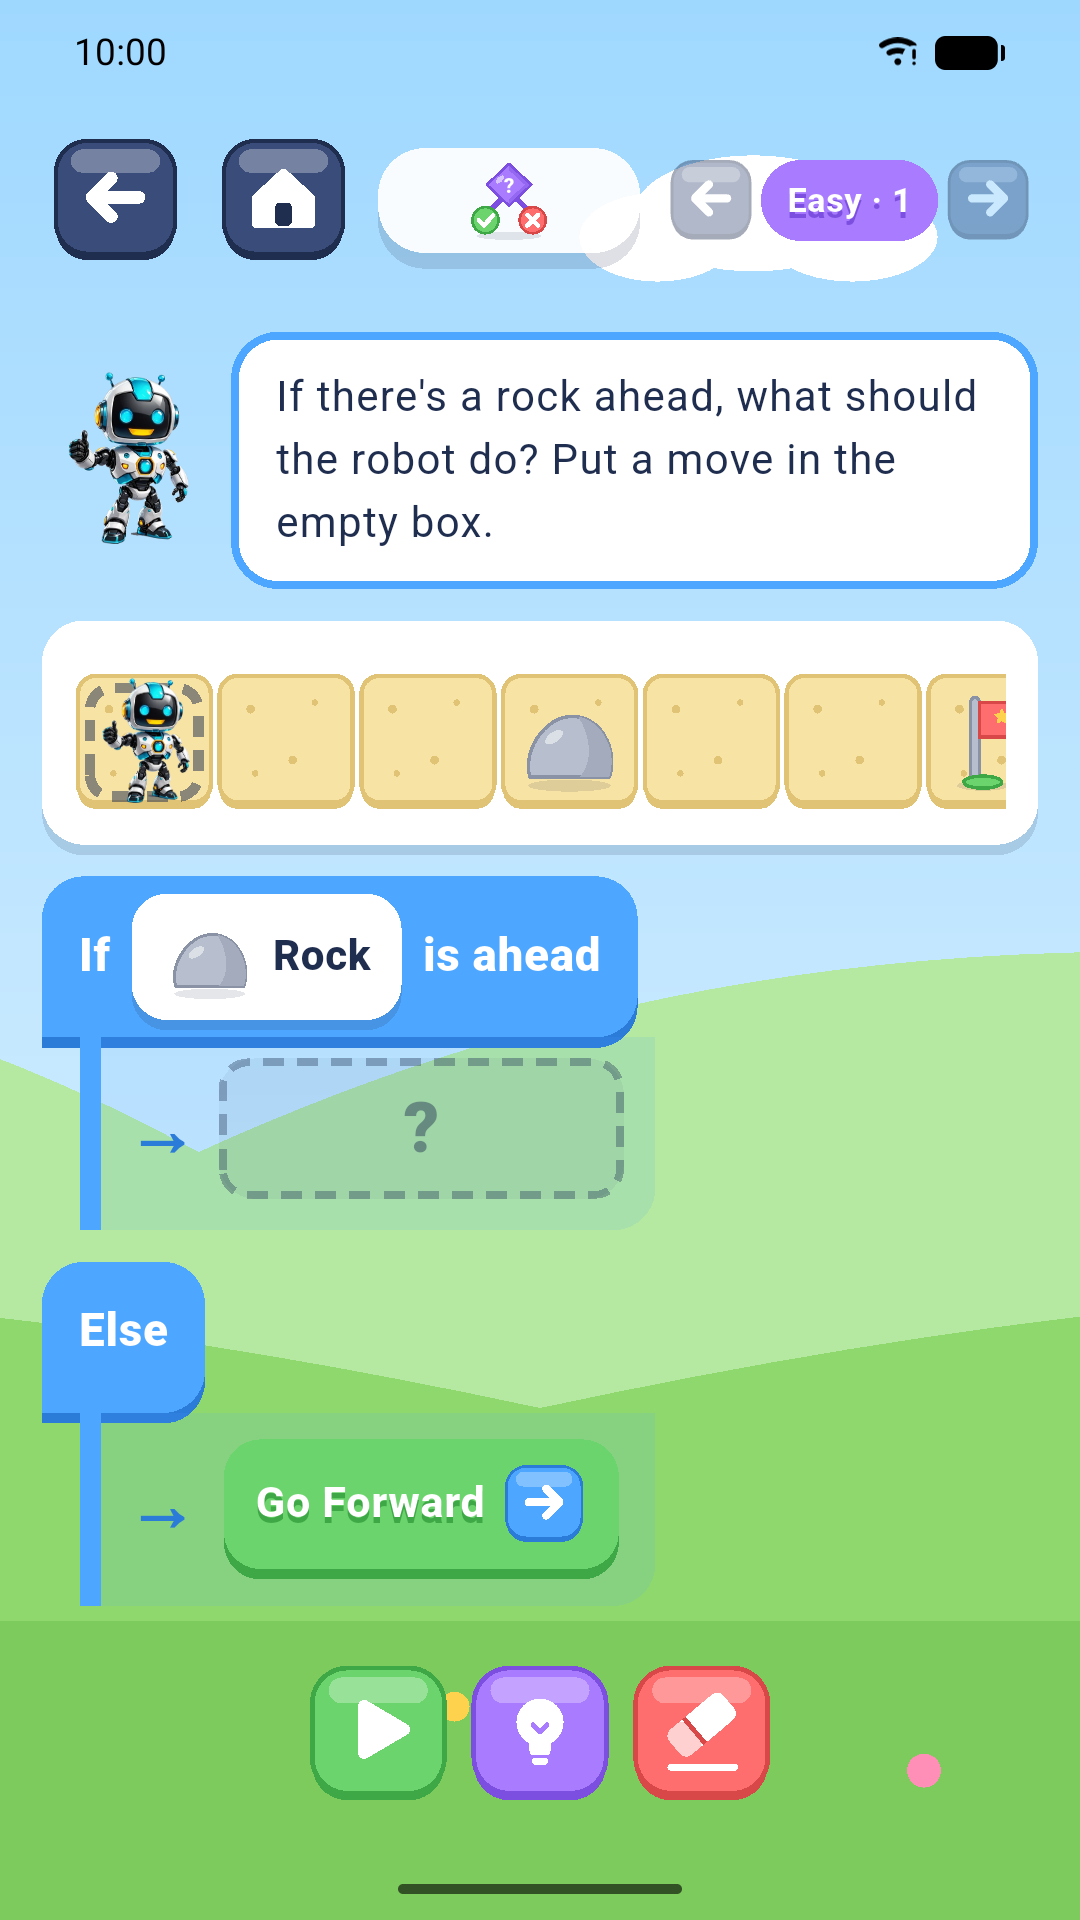 10:00
Easy · 1
If there's a rock ahead, what should
the robot do? Put a move in the
empty box.
If Rock is ahead
→ ?
Else
→ Go Forward